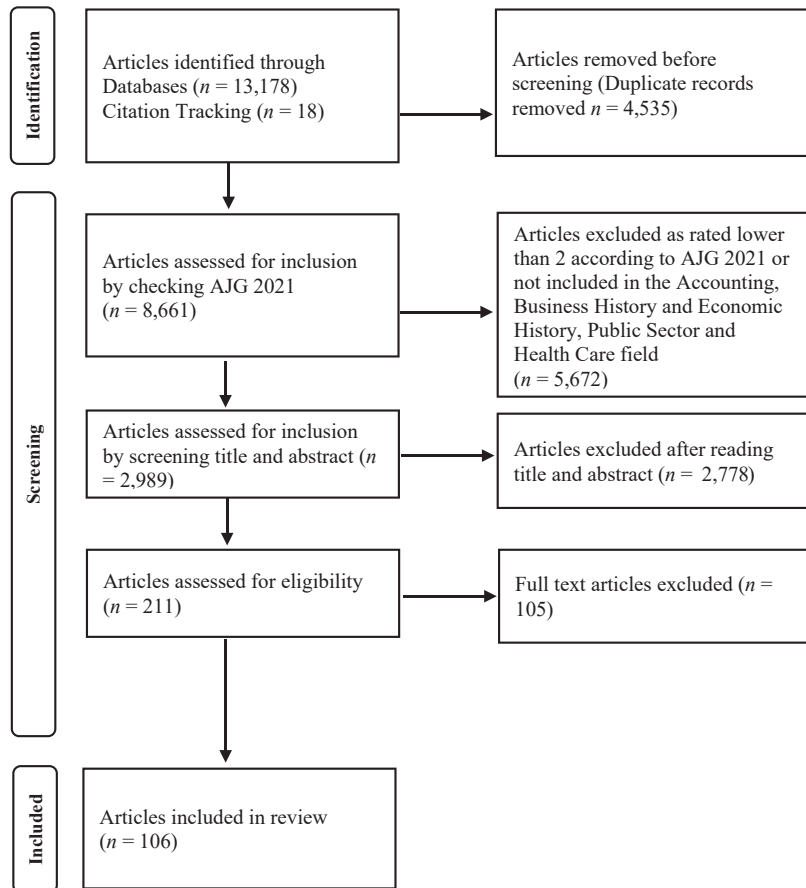 Identification
Articles identified through
Databases (n = 13,178)
Citation Tracking (n = 18)
Articles removed before
screening (Duplicate records
removed n = 4,535)
Screening
Articles assessed for inclusion
by checking AJG 2021
(n = 8,661)
Articles excluded as rated lower
than 2 according to AJG 2021 or
not included in the Accounting,
Business History and Economic
History, Public Sector and
Health Care field
(n = 5,672)
Articles assessed for inclusion
by screening title and abstract (n
= 2,989)
Articles excluded after reading
title and abstract (n = 2,778)
Articles assessed for eligibility
(n = 211)
Full text articles excluded (n =
105)
Included
Articles included in review
(n = 106)